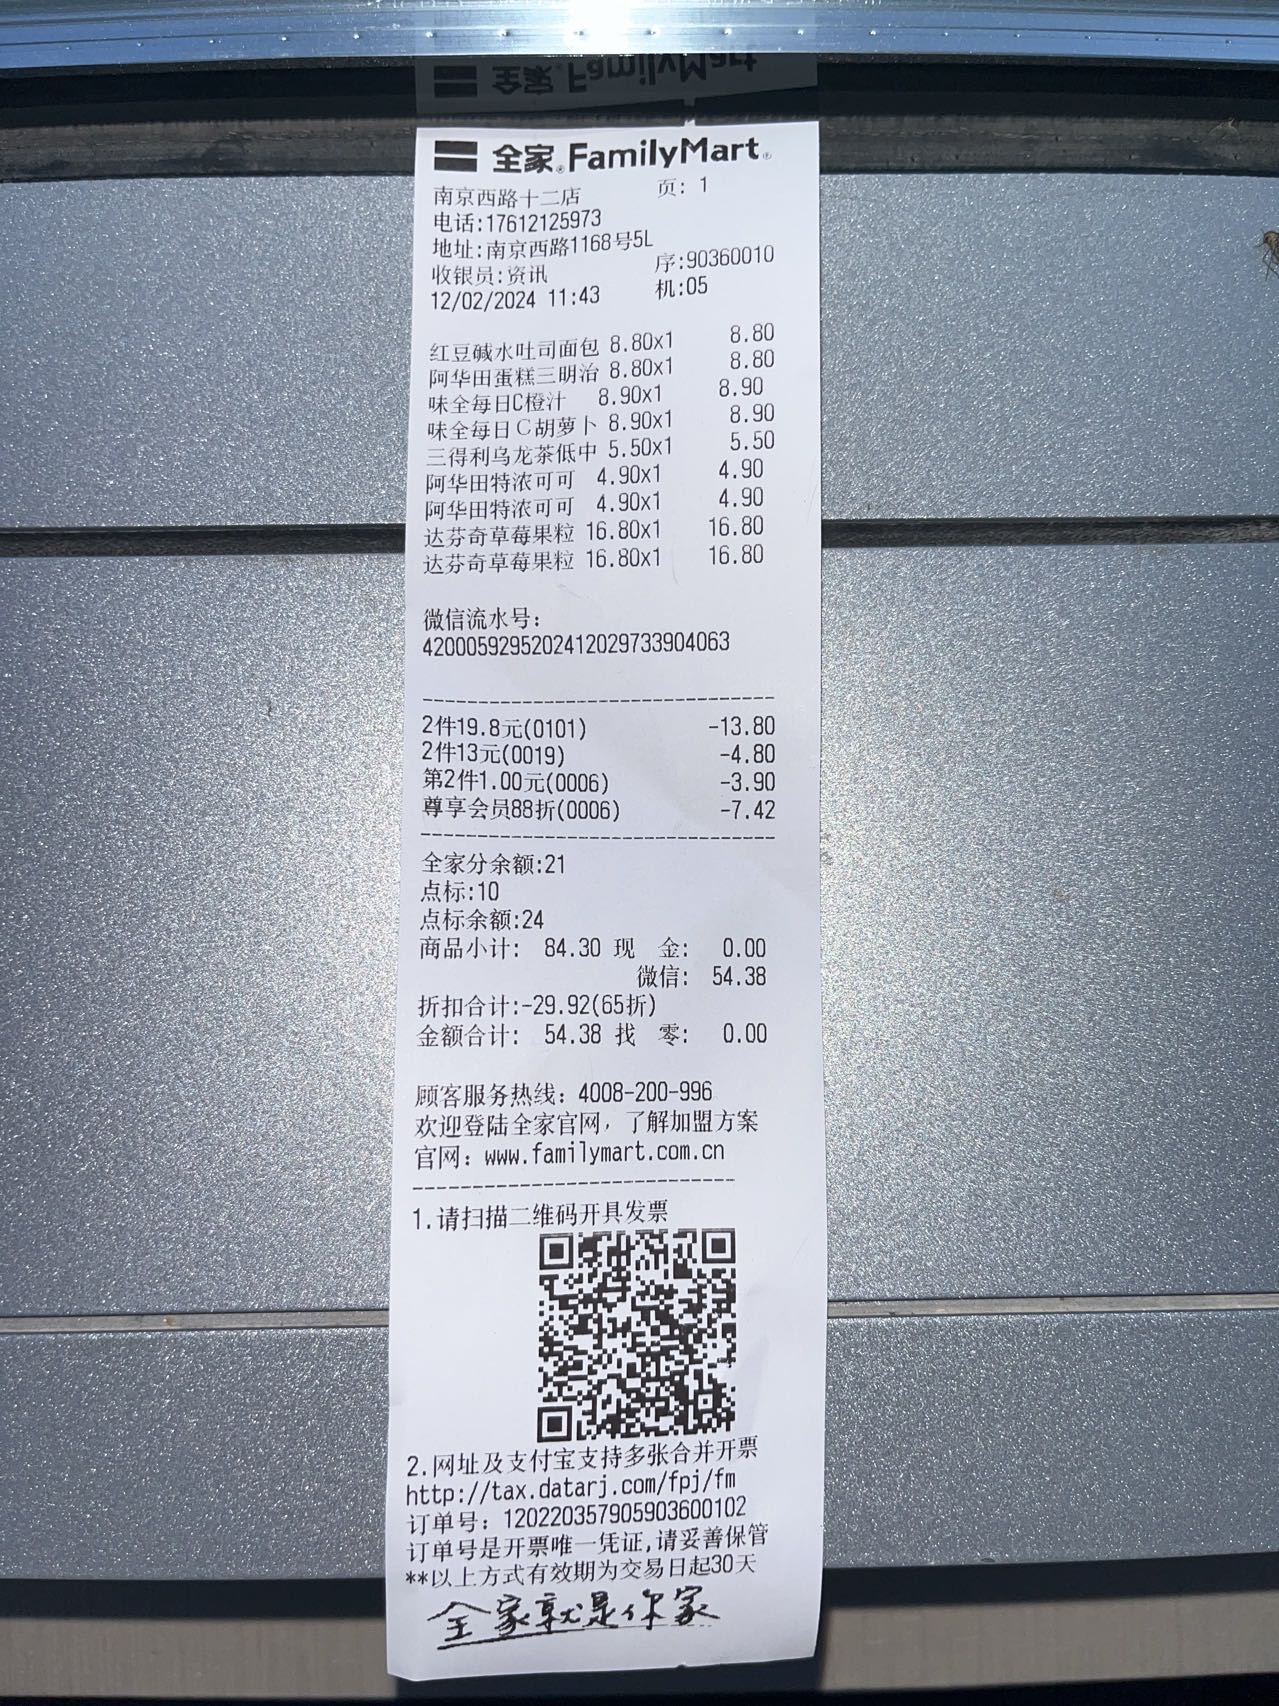 全家 FamilyMart
南京西路十二店 页: 1
电话:17612125973
地址:南京西路1168号5L
收银员:资讯 序:90360010
12/02/2024 11:43 机:05
红豆碱水吐司面包 8.80x1 8.80
阿华田蛋糕三明治 8.80x1 8.80
味全每日C橙汁 8.90x1 8.90
味全每日C胡萝卜 8.90x1 8.90
三得利乌龙茶低中 5.50x1 5.50
阿华田特浓可可 4.90x1 4.90
阿华田特浓可可 4.90x1 4.90
达芬奇草莓果粒 16.80x1 16.80
达芬奇草莓果粒 16.80x1 16.80
微信流水号:
4200059295202412029733904063
2件19.8元(0101) -13.80
2件13元(0019) -4.80
第2件1.00元(0006) -3.90
尊享会员88折(0006) -7.42
全家分余额:21
点标:10
点标余额:24
商品小计: 84.30 现 金: 0.00
微信: 54.38
折扣合计:-29.92(65折)
金额合计: 54.38 找 零: 0.00
顾客服务热线: 4008-200-996
欢迎登陆全家官网, 了解加盟方案
官网: www.familymart.com.cn
1.请扫描二维码开具发票
2.网址及支付宝支持多张合并开票
http://tax.datarj.com/fpj/fm
订单号: 120220357905903600102
订单号是开票唯一凭证,请妥善保管
**以上方式有效期为交易日起30天
全家就是你家